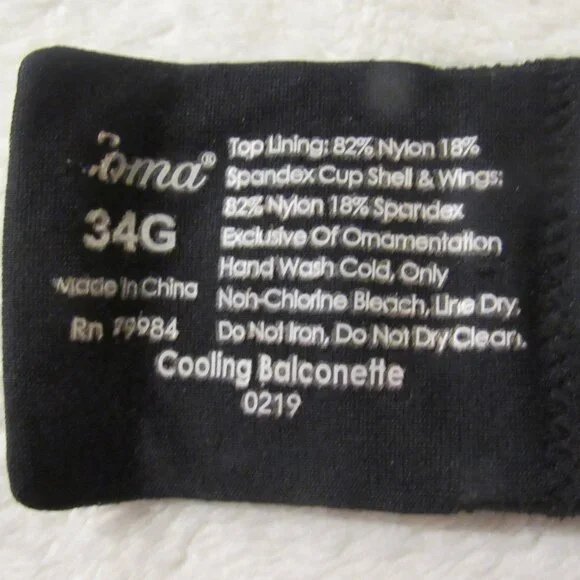 Soma®
34G
Made in China
Rn 79984
Top Lining: 82% Nylon 18%
Spandex Cup Shell & Wings:
82% Nylon 18% Spandex
Exclusive Of Ornamentation
Hand Wash Cold, Only
Non-Chlorine Bleach, Line Dry,
Do Not Iron, Do Not Dry Clean.
Cooling Balconette
0219